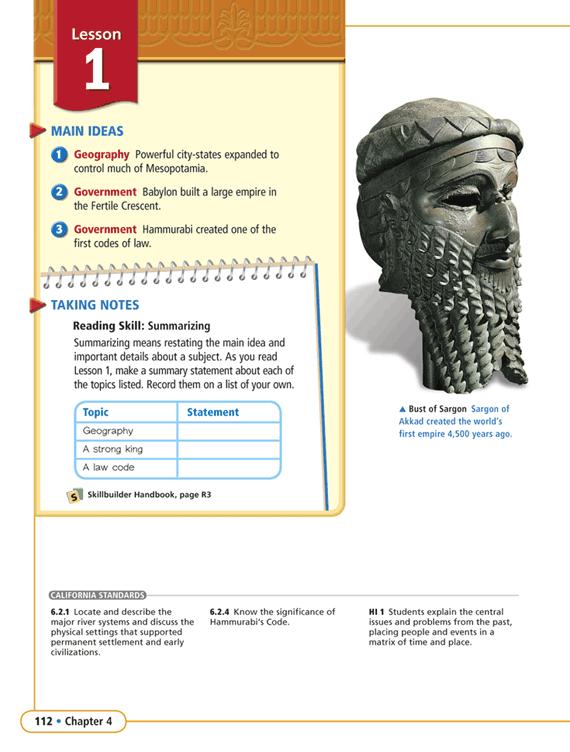 Lesson
1
MAIN IDEAS
1 Geography Powerful city-states expanded to
control much of Mesopotamia.
2 Government Babylon built a large empire in
the Fertile Crescent.
3 Government Hammurabi created one of the
first codes of law.
TAKING NOTES
Reading Skill: Summarizing
Summarizing means restating the main idea and
important details about a subject. As you read
Lesson 1, make a summary statement about each of
the topics listed. Record them on a list of your own.
Topic Statement
Geography
A strong king
A law code
S Skillbuilder Handbook, page R3
▲ Bust of Sargon Sargon of
Akkad created the world's
first empire 4,500 years ago.
CALIFORNIA STANDARDS
6.2.1 Locate and describe the
major river systems and discuss the
physical settings that supported
permanent settlement and early
civilizations.
6.2.4 Know the significance of
Hammurabi's Code.
HI 1 Students explain the central
issues and problems from the past,
placing people and events in a
matrix of time and place.
112 • Chapter 4